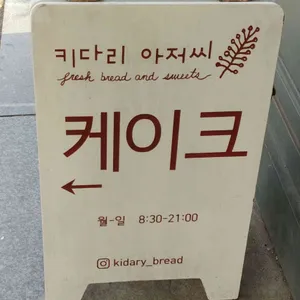 키다리 아저씨
fresh bread and sweets
케이크
←
월-일 8:30-21:00
kidary_bread